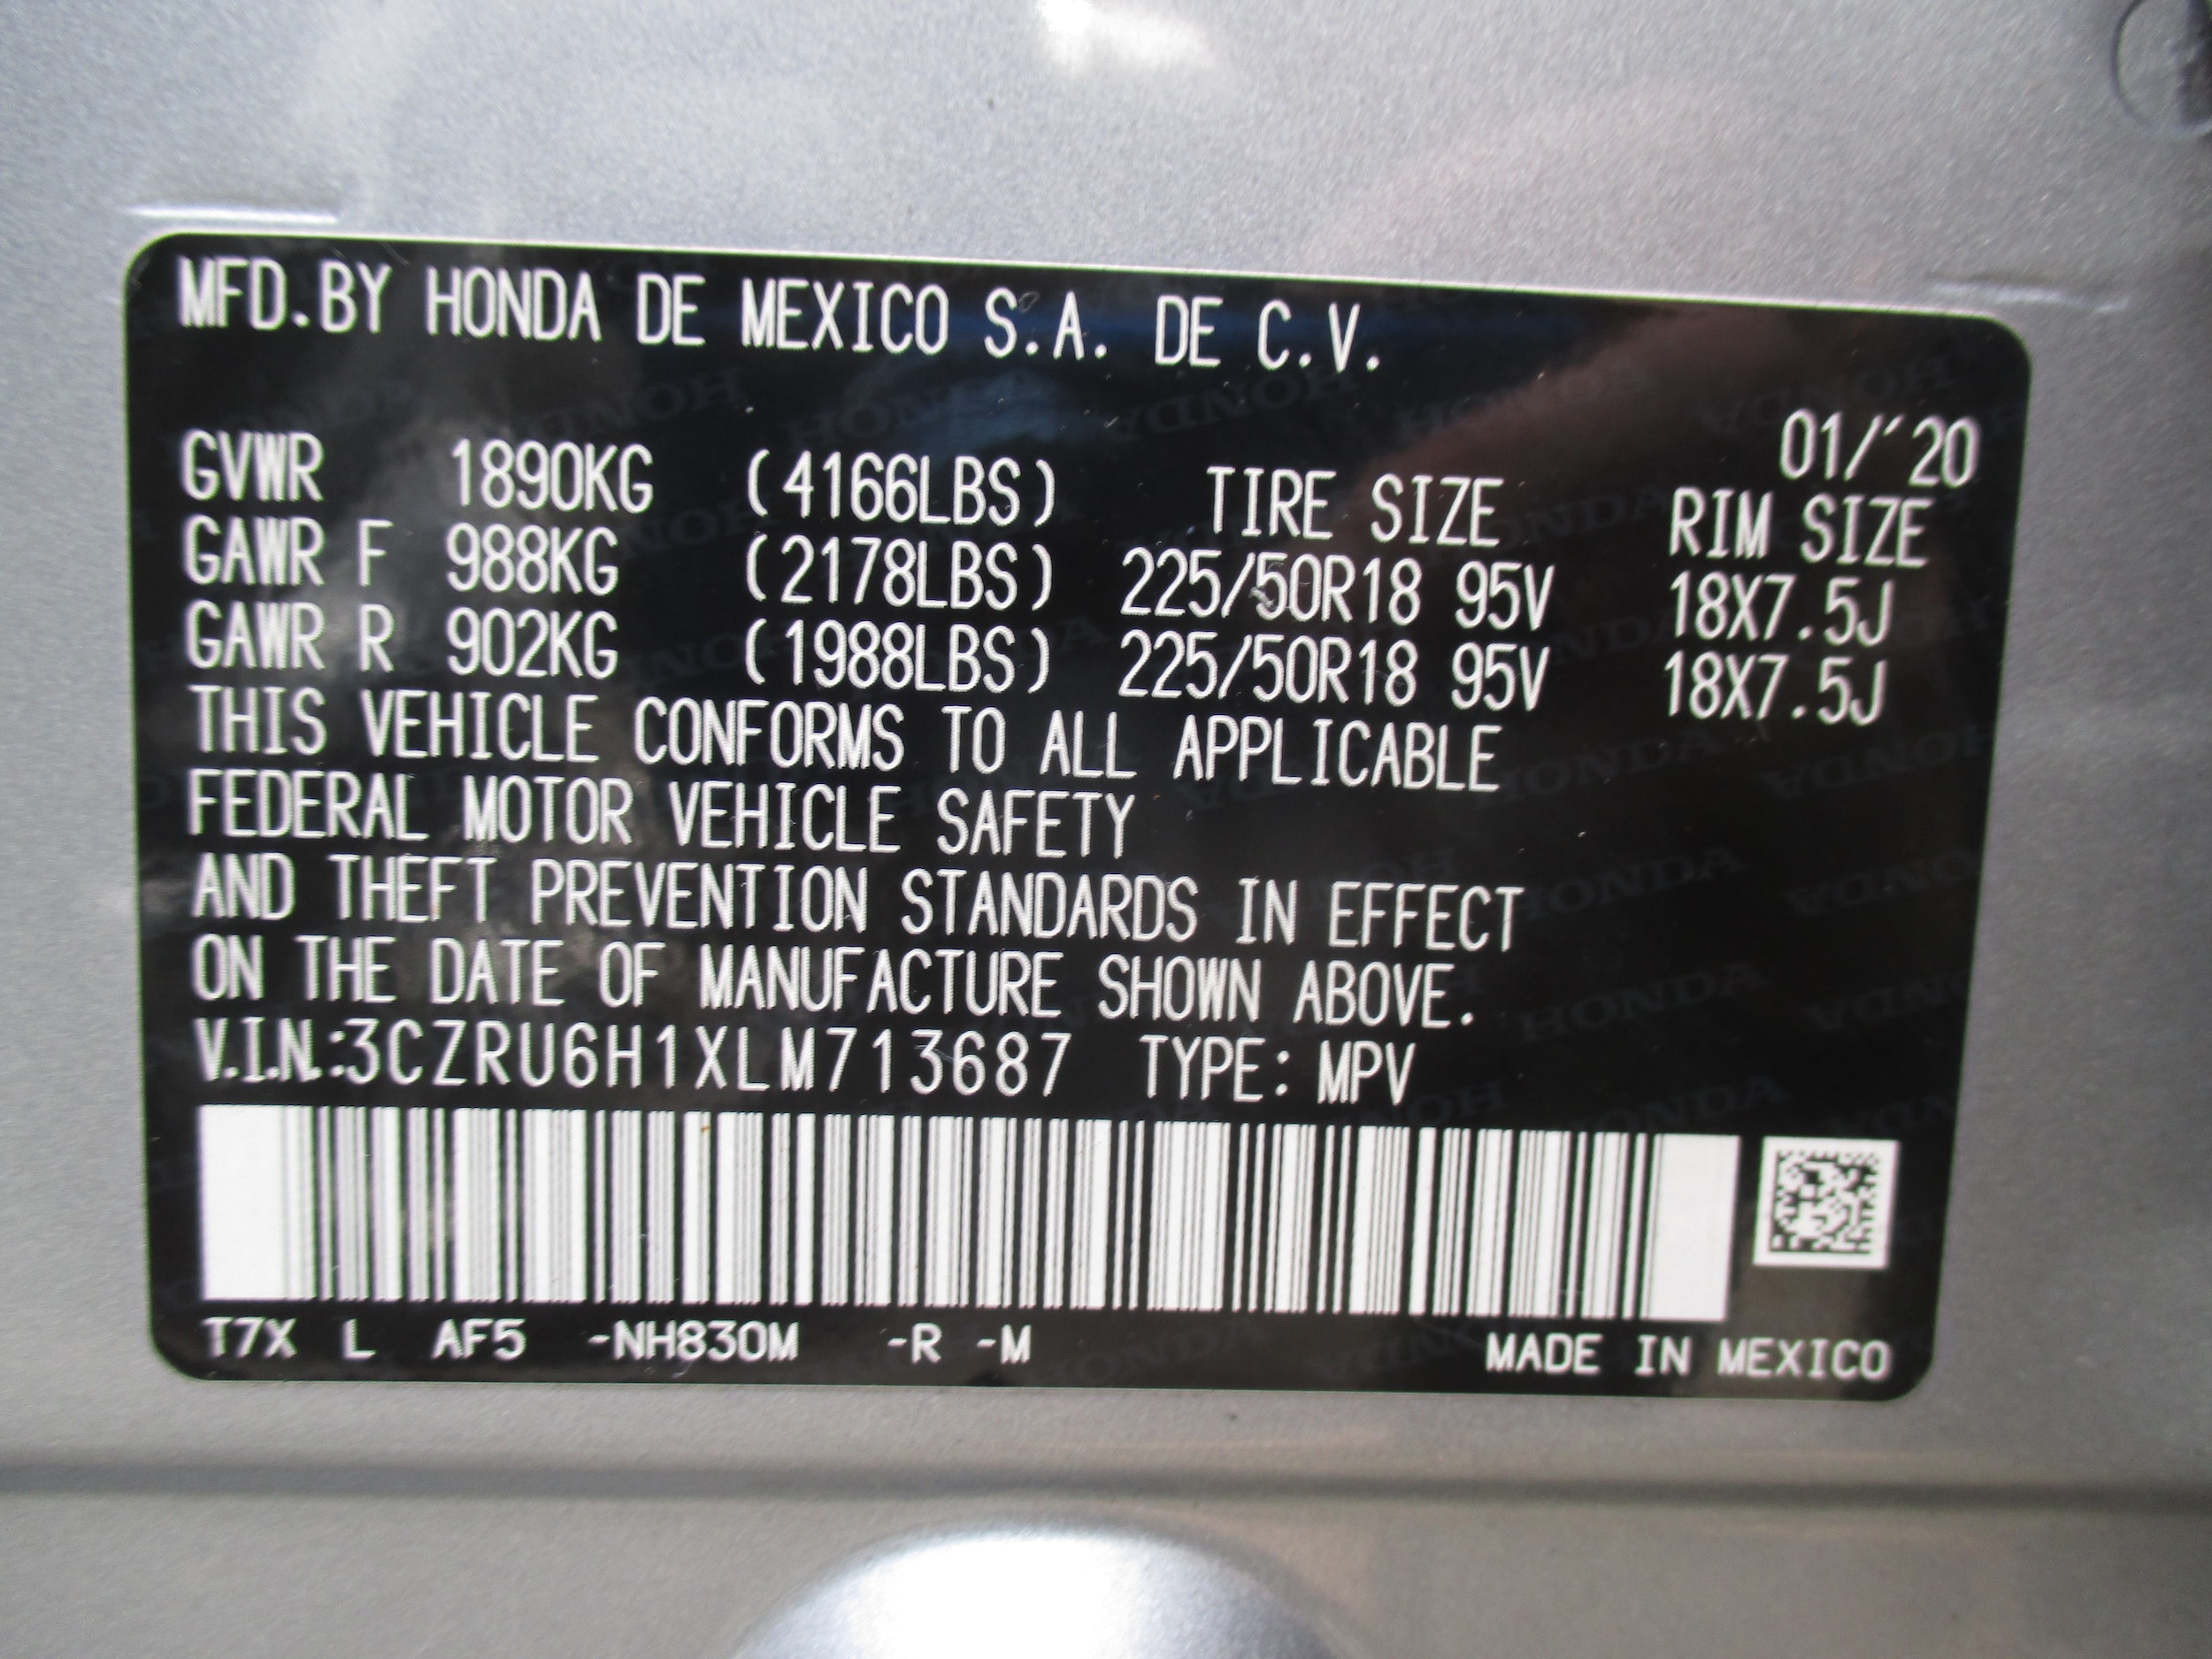 MFD.BY HONDA DE MEXICO S.A. DE C.V.
01/'20
GVWR 1890KG (4166LBS) TIRE SIZE RIM SIZE
GAWR F 988KG (2178LBS) 225/50R18 95V 18X7.5J
GAWR R 902KG (1988LBS) 225/50R18 95V 18X7.5J
THIS VEHICLE CONFORMS TO ALL APPLICABLE
FEDERAL MOTOR VEHICLE SAFETY
AND THEFT PREVENTION STANDARDS IN EFFECT
ON THE DATE OF MANUFACTURE SHOWN ABOVE.
V.I.N.:3CZRU6H1XLM713687 TYPE: MPV
T7X L AF5 -NH830M -R -M MADE IN MEXICO